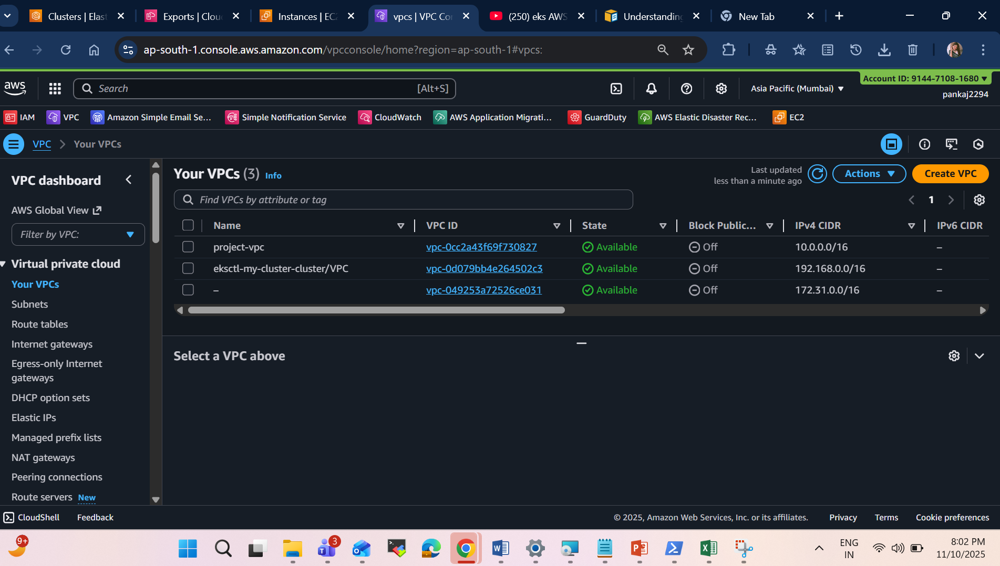 Clusters | Elast
Exports | Clou
Instances | EC2
vpcs | VPC Con
(250) eks AWS
Understanding
New Tab
ap-south-1.console.aws.amazon.com/vpcconsole/home?region=ap-south-1#vpcs:
aws
Search
[Alt+S]
Asia Pacific (Mumbai)
Account ID: 9144-7108-1680
pankaj2294
IAM
VPC
Amazon Simple Email Se...
Simple Notification Service
CloudWatch
AWS Application Migrati...
GuardDuty
AWS Elastic Disaster Rec...
EC2
VPC > Your VPCs
VPC dashboard
AWS Global View
Filter by VPC:
Virtual private cloud
Your VPCs
Subnets
Route tables
Internet gateways
Egress-only Internet
gateways
DHCP option sets
Elastic IPs
Managed prefix lists
NAT gateways
Peering connections
Route servers New
Your VPCs (3) Info
Last updated
less than a minute ago
Actions
Create VPC
Find VPCs by attribute or tag
1
Name VPC ID State Block Public... IPv4 CIDR IPv6 CIDR
project-vpc vpc-0cc2a43f69f730827 Available Off 10.0.0.0/16 –
eksctl-my-cluster-cluster/VPC vpc-0d079bb4e264502c3 Available Off 192.168.0.0/16 –
– vpc-049253a72526ce031 Available Off 172.31.0.0/16 –
Select a VPC above
CloudShell
Feedback
© 2025, Amazon Web Services, Inc. or its affiliates.
Privacy
Terms
Cookie preferences
9+
3
ENG
IN
8:02 PM
11/10/2025